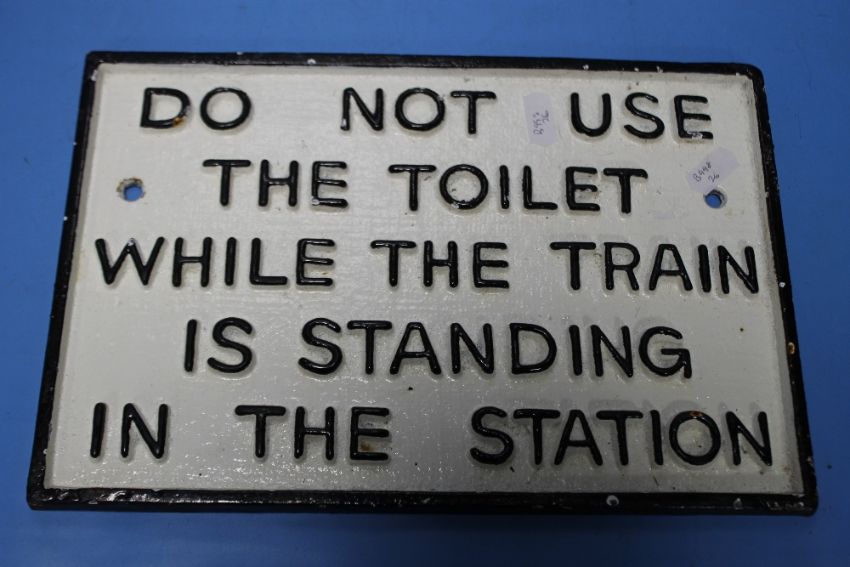 DO NOT USE
THE TOILET
WHILE THE TRAIN
IS STANDING
IN THE STATION